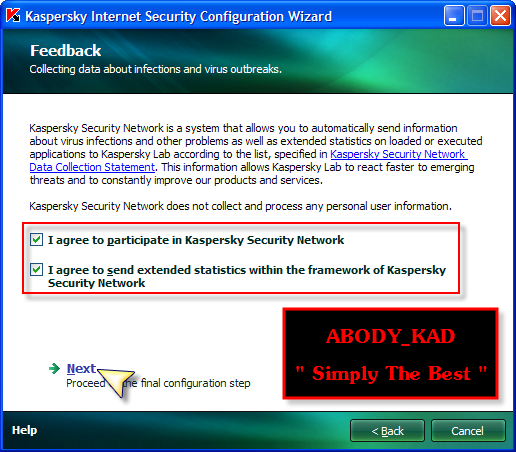 Kaspersky Internet Security Configuration Wizard
Feedback
Collecting data about infections and virus outbreaks.
Kaspersky Security Network is a system that allows you to automatically send information
about virus infections and other problems as well as extended statistics on loaded or executed
applications to Kaspersky Lab according to the list, specified in Kaspersky Security Network
Data Collection Statement. This information allows Kaspersky Lab to react faster to emerging
threats and to constantly improve our products and services.
Kaspersky Security Network does not collect and process any personal user information.
I agree to participate in Kaspersky Security Network
I agree to send extended statistics within the framework of Kaspersky
Security Network
ABODY_KAD
" Simply The Best "
Next
Proceed the final configuration step
Help
< Back
Cancel